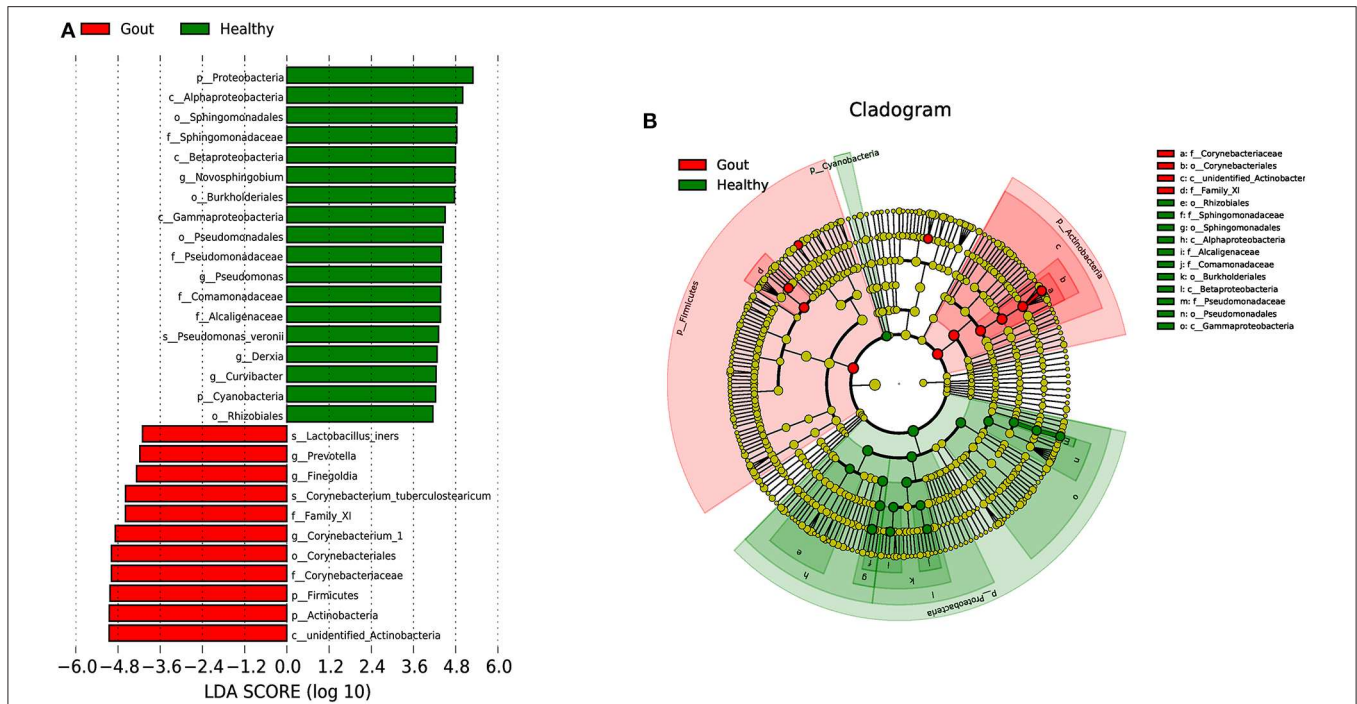 A
Gout
Healthy
p__Proteobacteria
c__Alphaproteobacteria
o__Sphingomonadales
f__Sphingomonadaceae
c__Betaproteobacteria
g__Novosphingobium
o__Burkholderiales
c__Gammaproteobacteria
o__Pseudomonadales
f__Pseudomonadaceae
g__Pseudomonas
f__Comamonadaceae
f__Alcaligenaceae
s__Pseudomonas_veronii
g__Derxia
g__Curvibacter
p__Cyanobacteria
o__Rhizobiales
s__Lactobacillus_iners
g__Prevotella
g__Finegoldia
s__Corynebacterium_tuberculostearicum
f__Family_XI
g__Corynebacterium_1
o__Corynebacteriales
f__Corynebacteriaceae
p__Firmicutes
p__Actinobacteria
c__unidentified_Actinobacteria
−6.0 −4.8 −3.6 −2.4 −1.2 0.0 1.2 2.4 3.6 4.8 6.0
LDA SCORE (log 10)
B
Cladogram
Gout
Healthy
p__Cyanobacteria
p__Actinobacteria
c
b
a
d
p__Firmicutes
m
n
o
e
h
g
f
i
j
k
l
p__Proteobacteria
a: f__Corynebacteriaceae
b: o__Corynebacteriales
c: c__unidentified_Actinobacter
d: f__Family_XI
e: o__Rhizobiales
f: f__Sphingomonadaceae
g: o__Sphingomonadales
h: c__Alphaproteobacteria
i: f__Alcaligenaceae
j: f__Comamonadaceae
k: o__Burkholderiales
l: c__Betaproteobacteria
m: f__Pseudomonadaceae
n: o__Pseudomonadales
o: c__Gammaproteobacteria